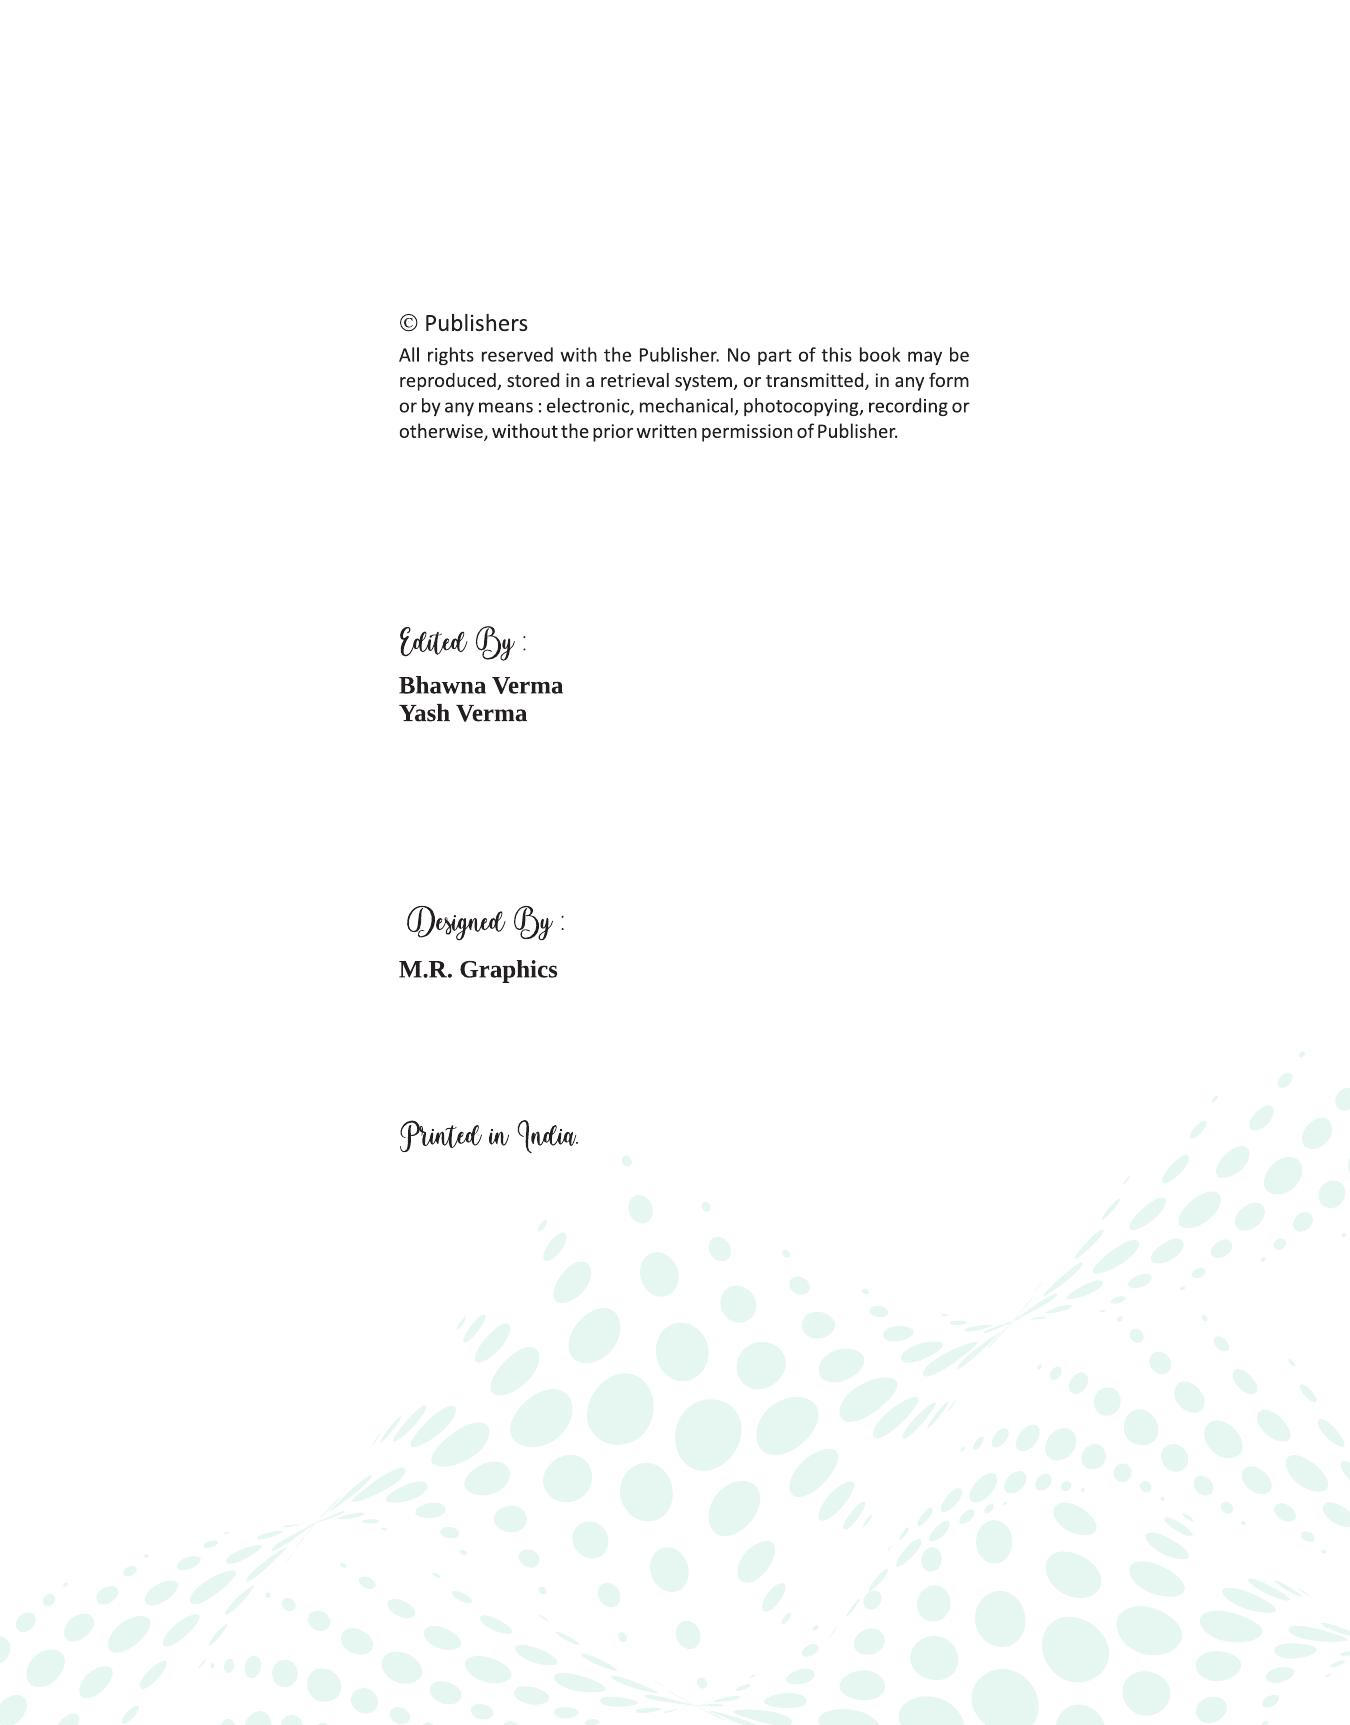 © Publishers
All rights reserved with the Publisher. No part of this book may be
reproduced, stored in a retrieval system, or transmitted, in any form
or by any means : electronic, mechanical, photocopying, recording or
otherwise, without the prior written permission of Publisher.
Edited By :
Bhawna Verma
Yash Verma
Designed By :
M.R. Graphics
Printed in India.